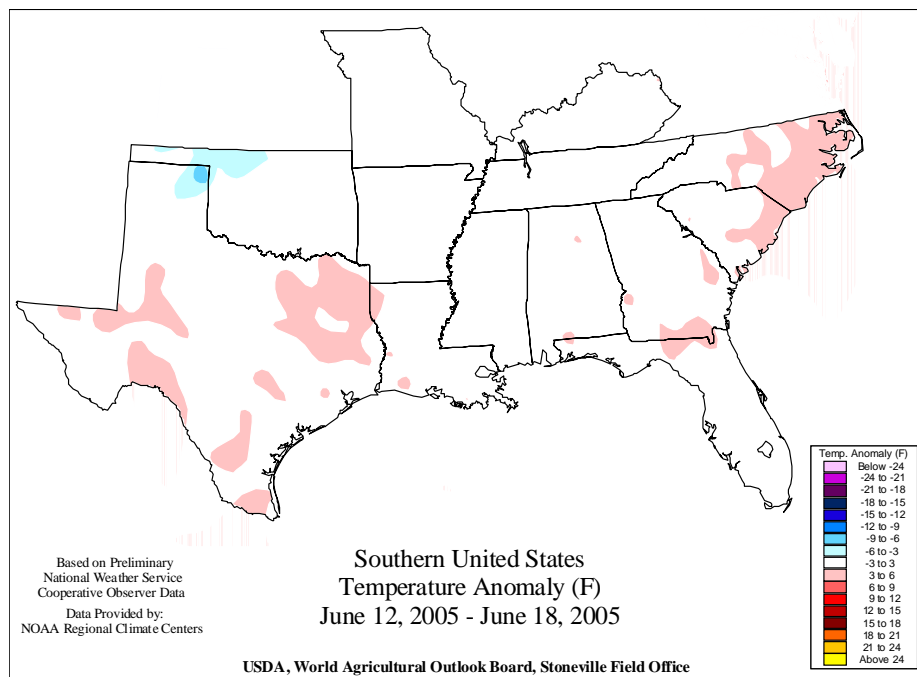 Temp. Anomaly (F)
Below -24
-24 to -21
-21 to -18
-18 to -15
-15 to -12
-12 to -9
-9 to -6
-6 to -3
-3 to 3
3 to 6
6 to 9
9 to 12
12 to 15
15 to 18
18 to 21
21 to 24
Above 24
Based on Preliminary
National Weather Service
Cooperative Observer Data
Data Provided by:
NOAA Regional Climate Centers
Southern United States
Temperature Anomaly (F)
June 12, 2005 - June 18, 2005
USDA, World Agricultural Outlook Board, Stoneville Field Office